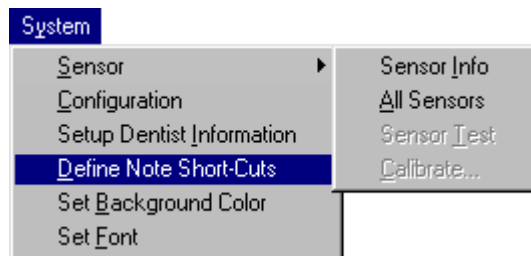 System
Sensor
Configuration
Setup Dentist Information
Define Note Short-Cuts
Set Background Color
Set Font
Sensor Info
All Sensors
Sensor Test
Calibrate...